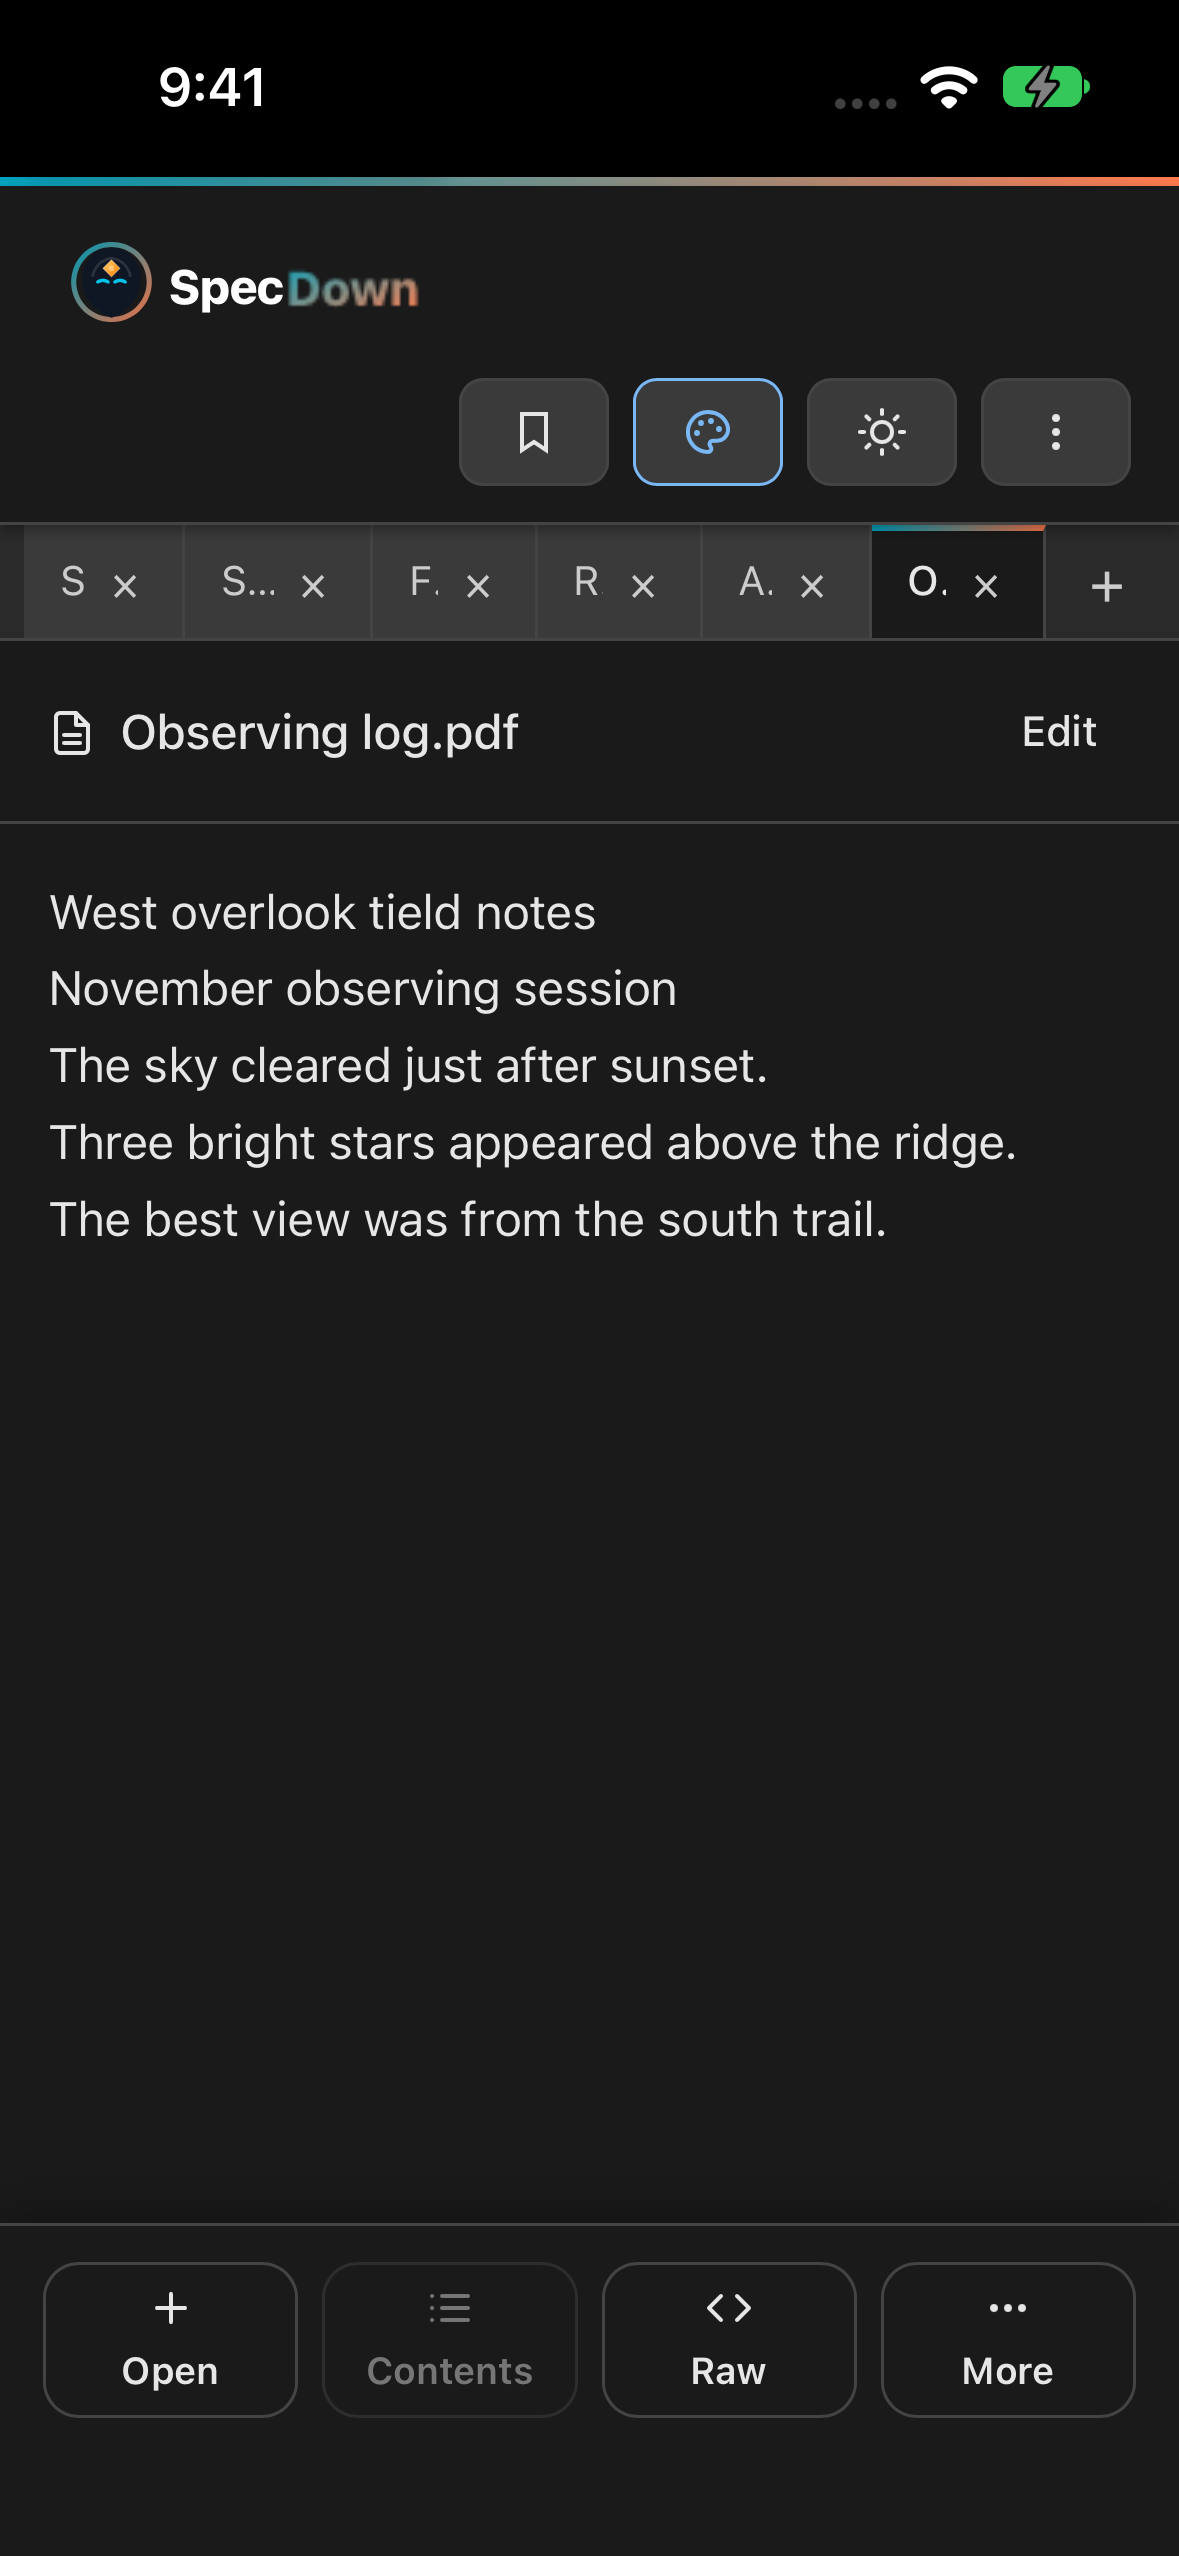 9:41
SpecDown
S S... F. R. A. O.
Observing log.pdf Edit
West overlook tield notes
November observing session
The sky cleared just after sunset.
Three bright stars appeared above the ridge.
The best view was from the south trail.
Open Contents Raw More